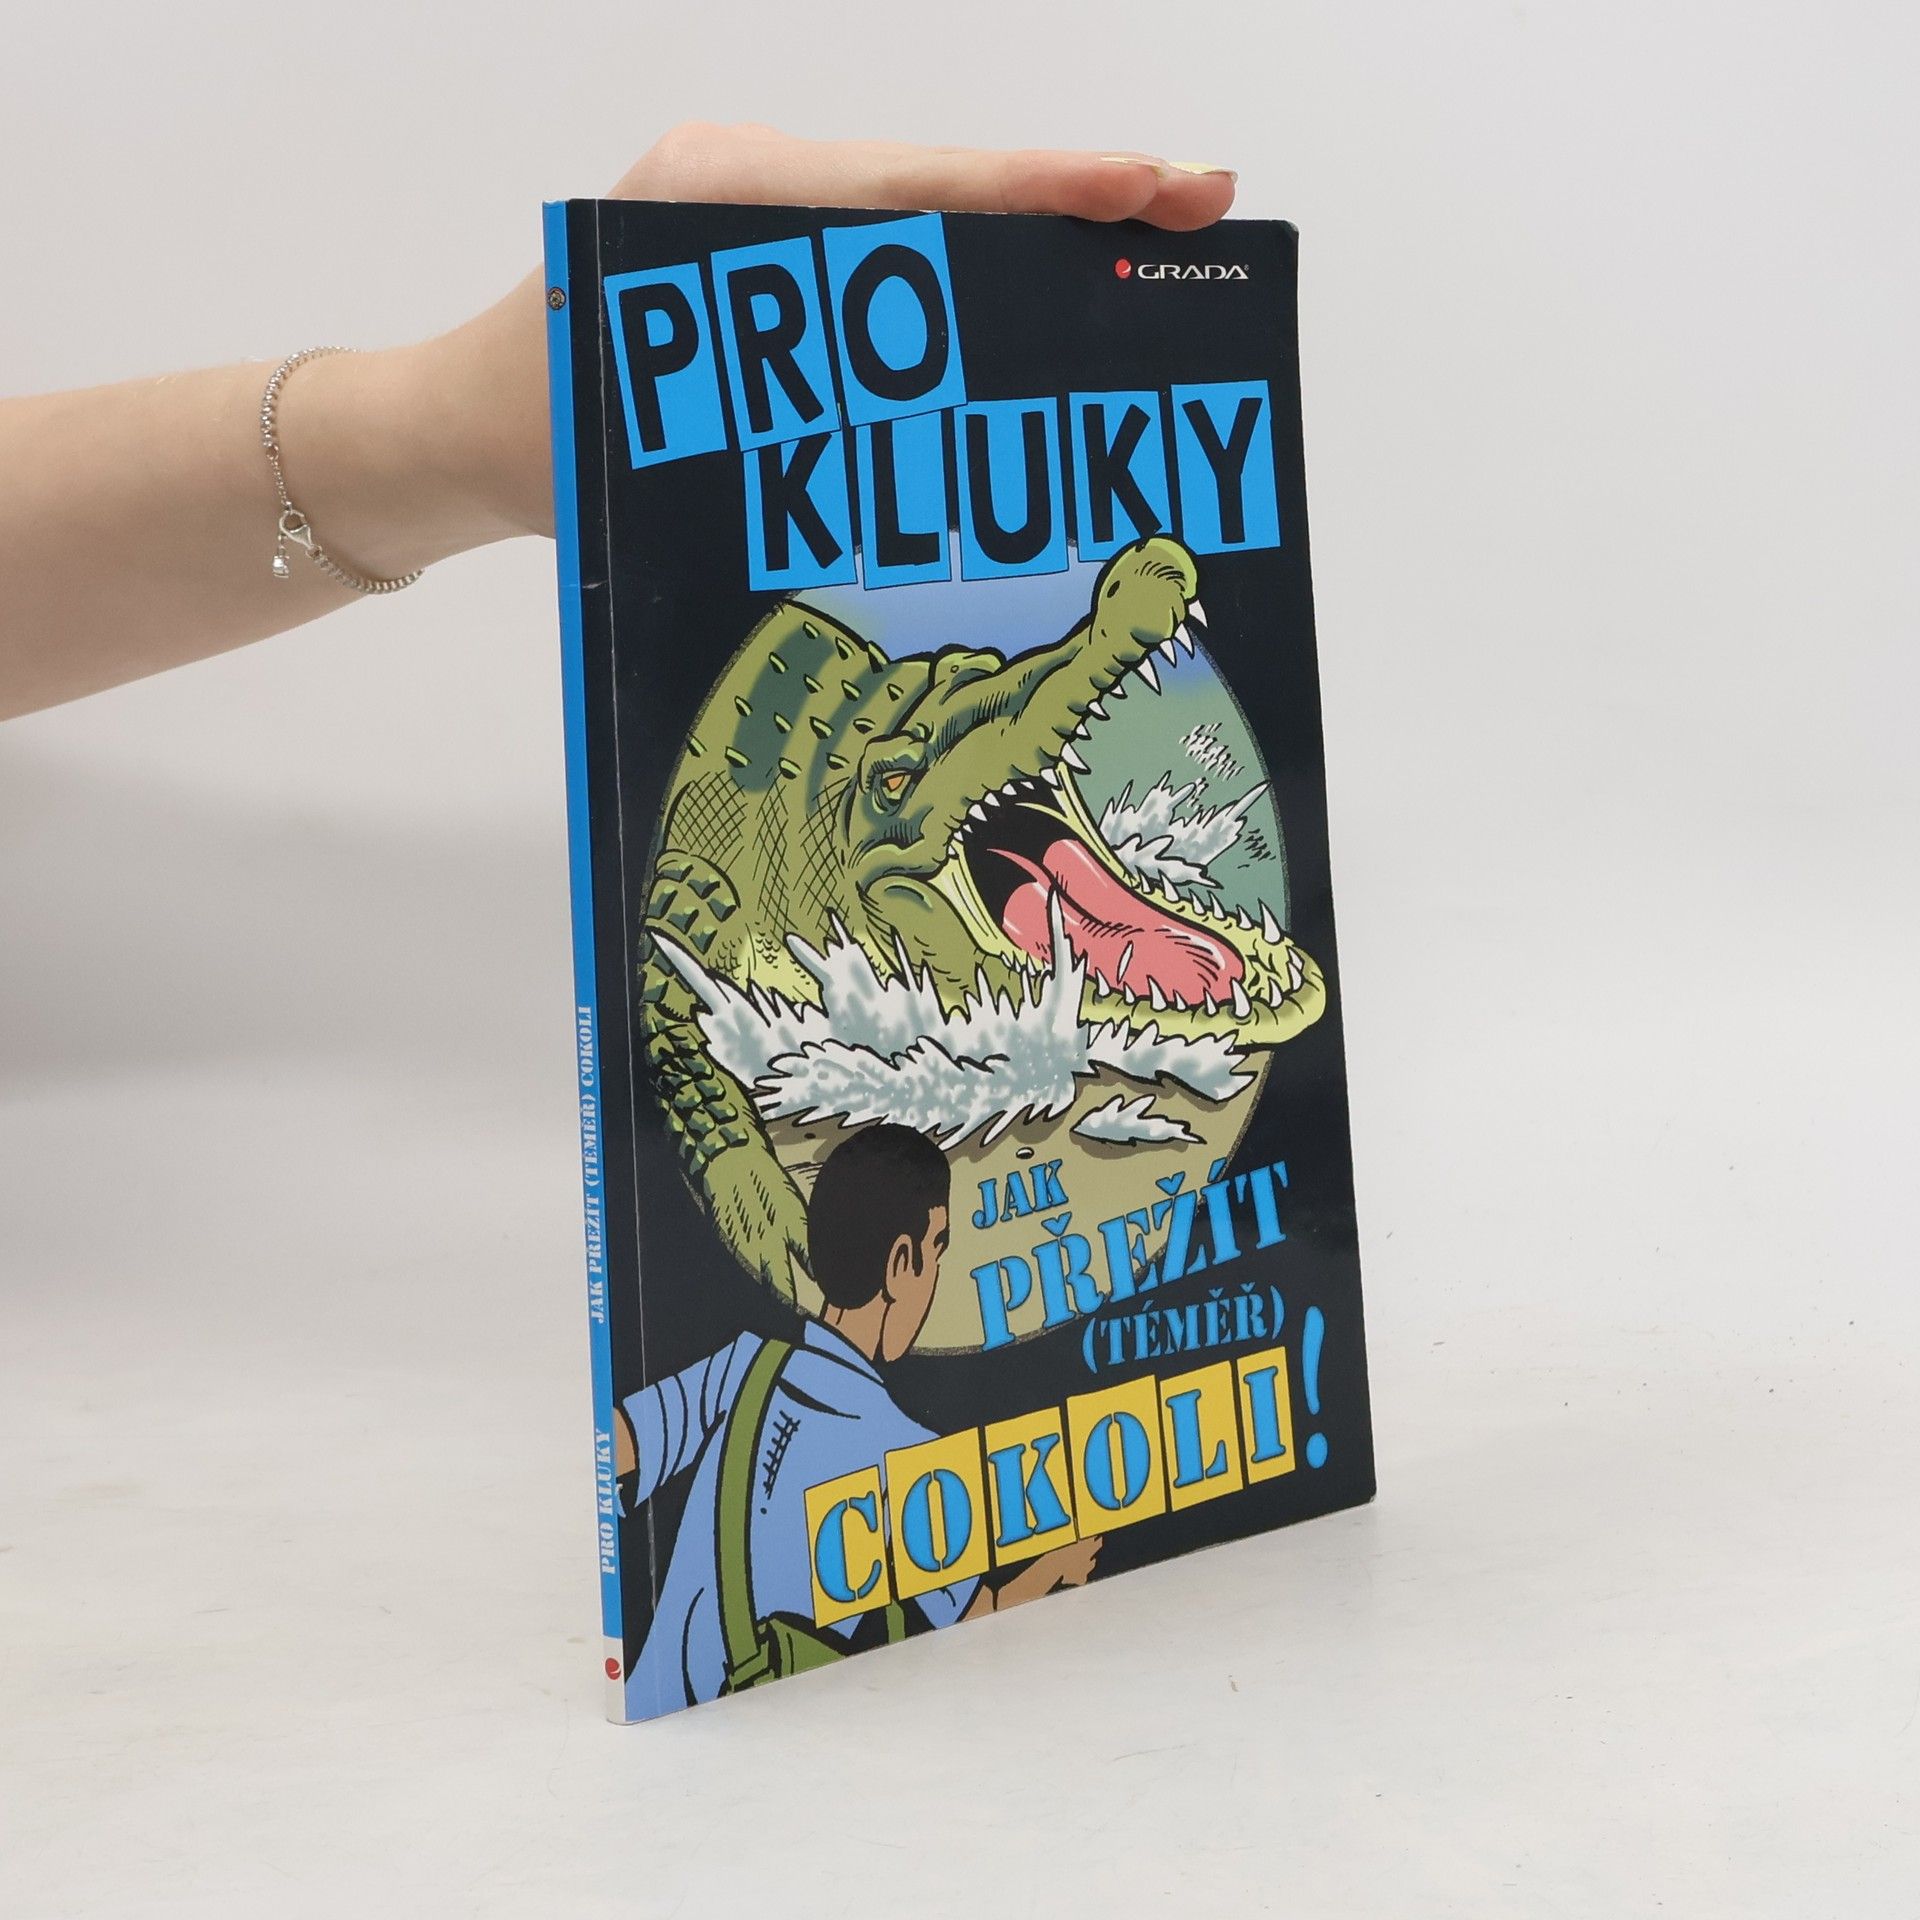 GRADA
PRO
KLUKY
JAK
PŘEŽÍT
(TÉMĚŘ)
COKOLI!
PRO KLUKY JAK PŘEŽÍT (TÉMĚŘ) COKOLI